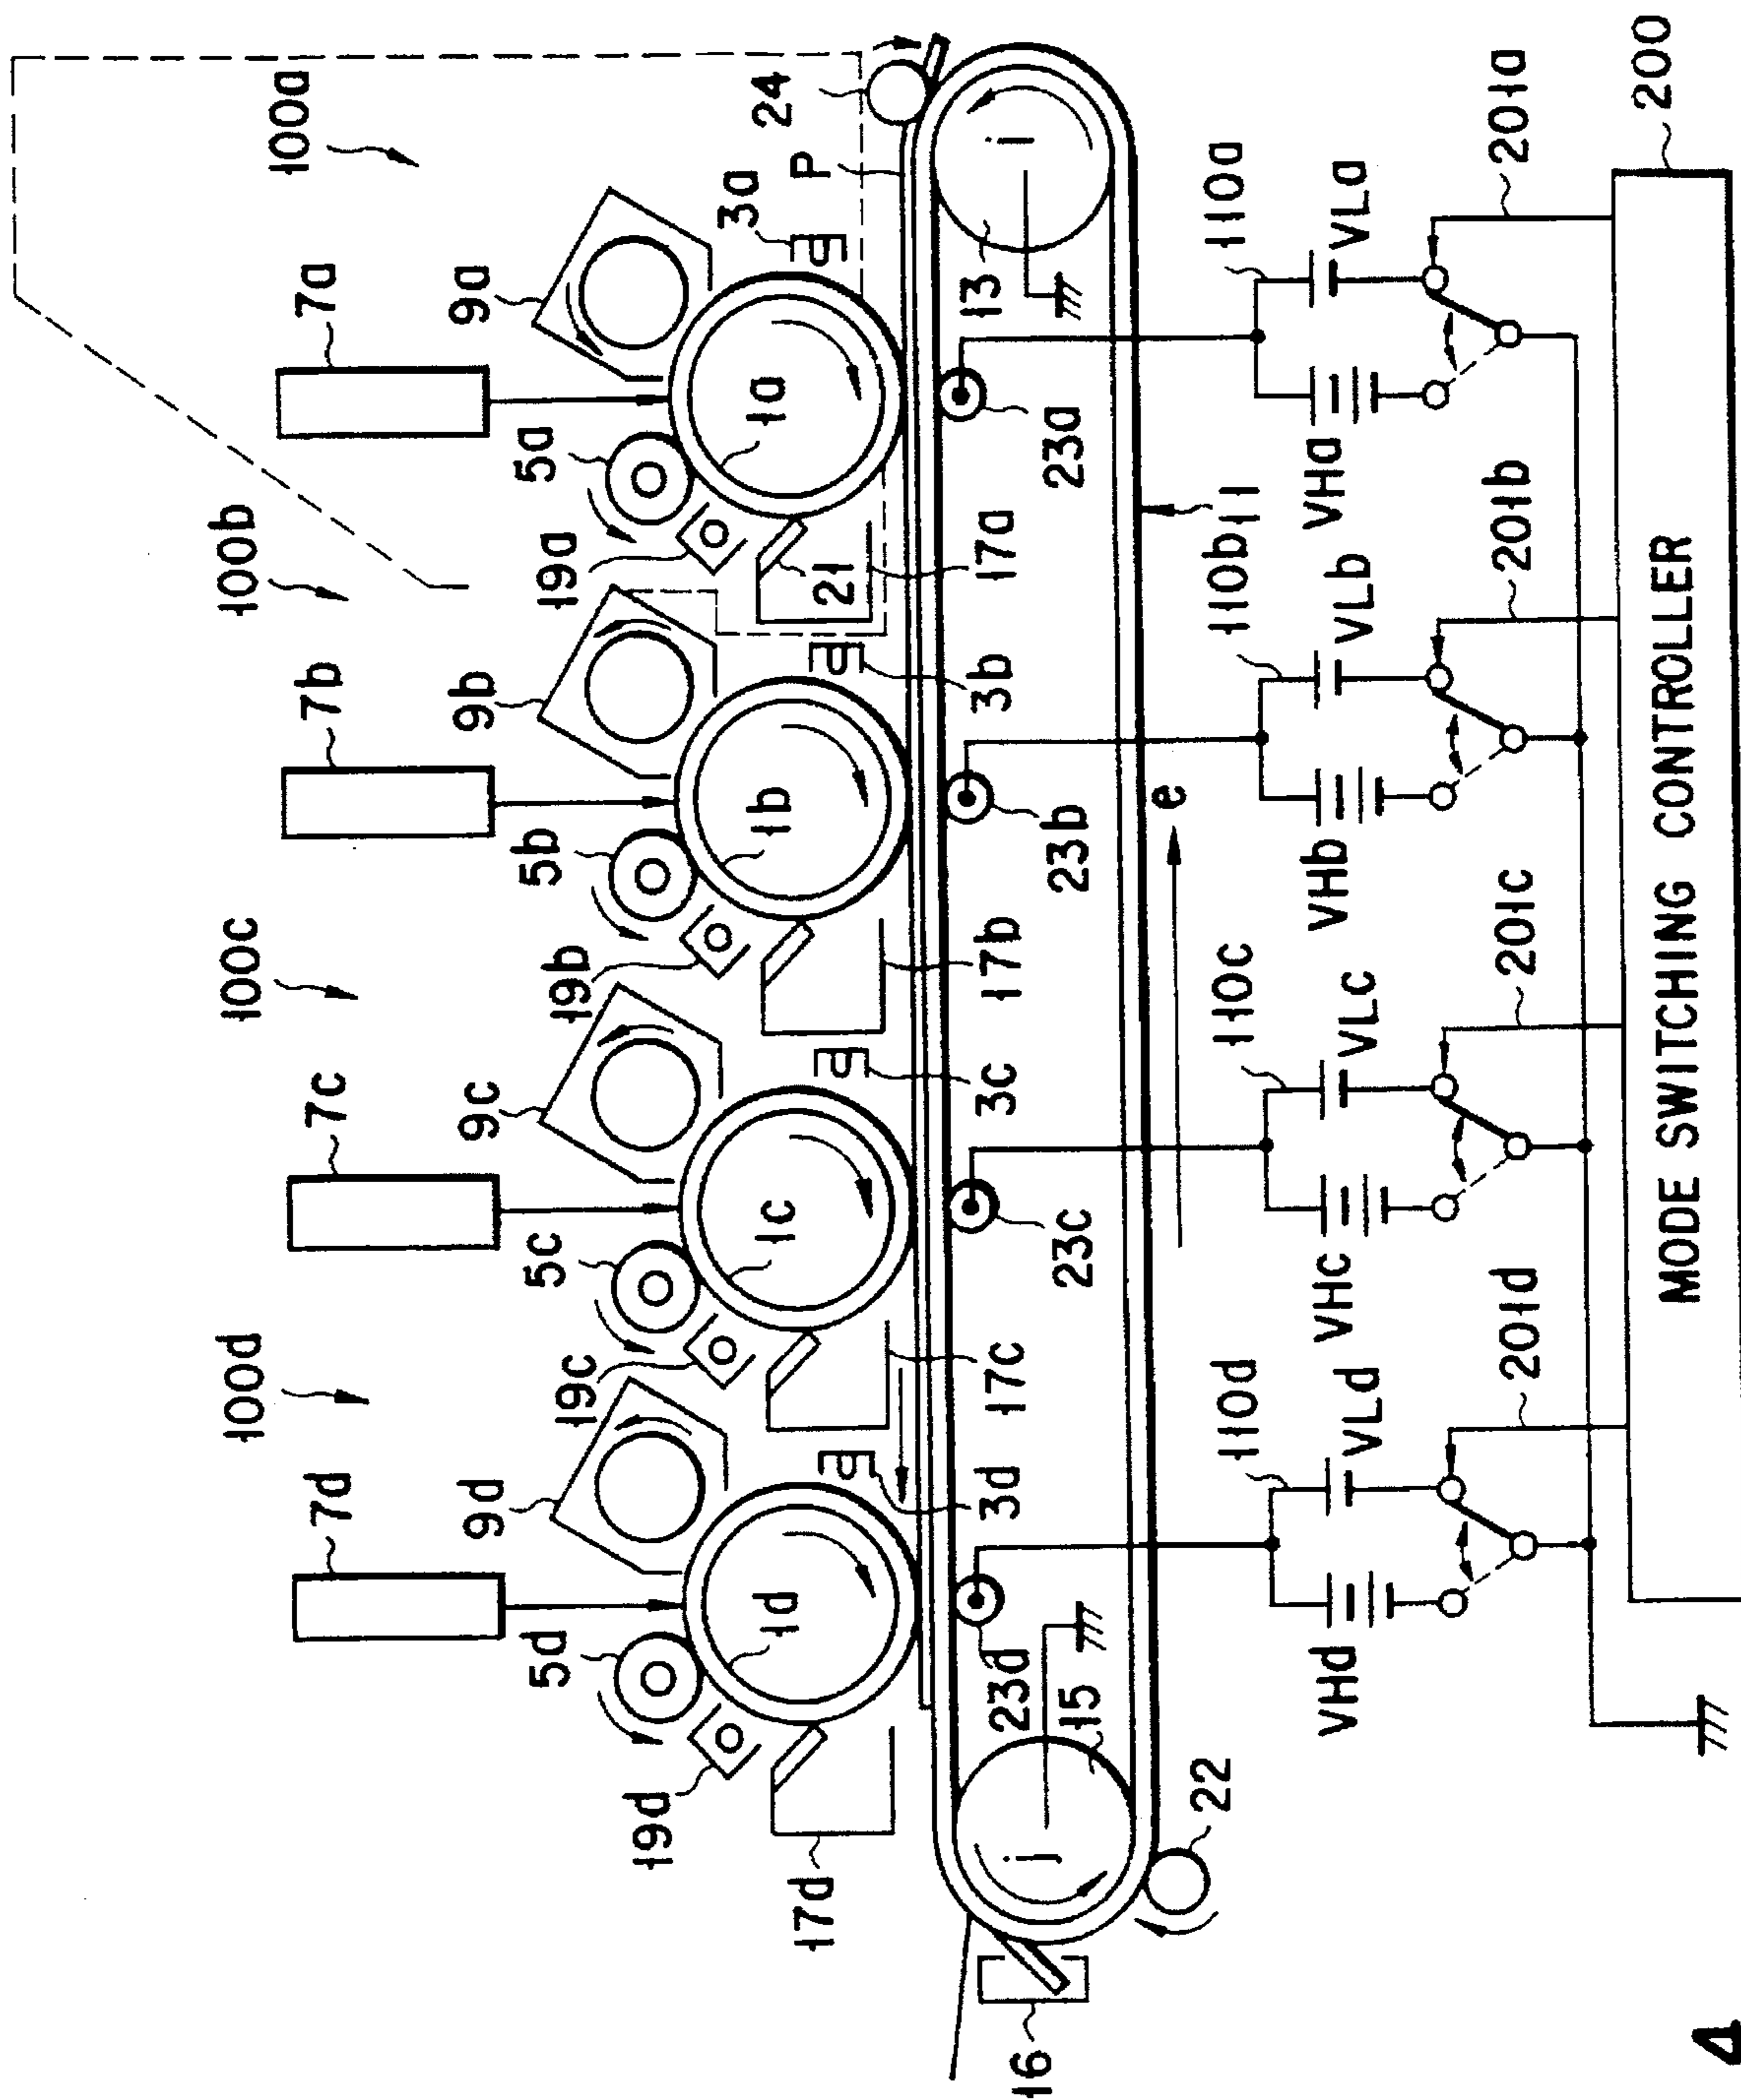 100d
100c
100b
100a
7d
7c
7b
7a
9d
9c
9b
9a
5d
5c
5b
5a
24
19d
19c
19b
19a
3a
P
1d
1c
1b
1a
21
17d
17c
17b
17a
3d
3c
3b
16
j
15
i
13
23d
23c
23b
23a
22
e
11
110d
110c
110b
110a
VHd
VLd
VHc
VLc
VHb
VLb
VHa
VLa
201d
201c
201b
201a
MODE SWITCHING CONTROLLER
200
4